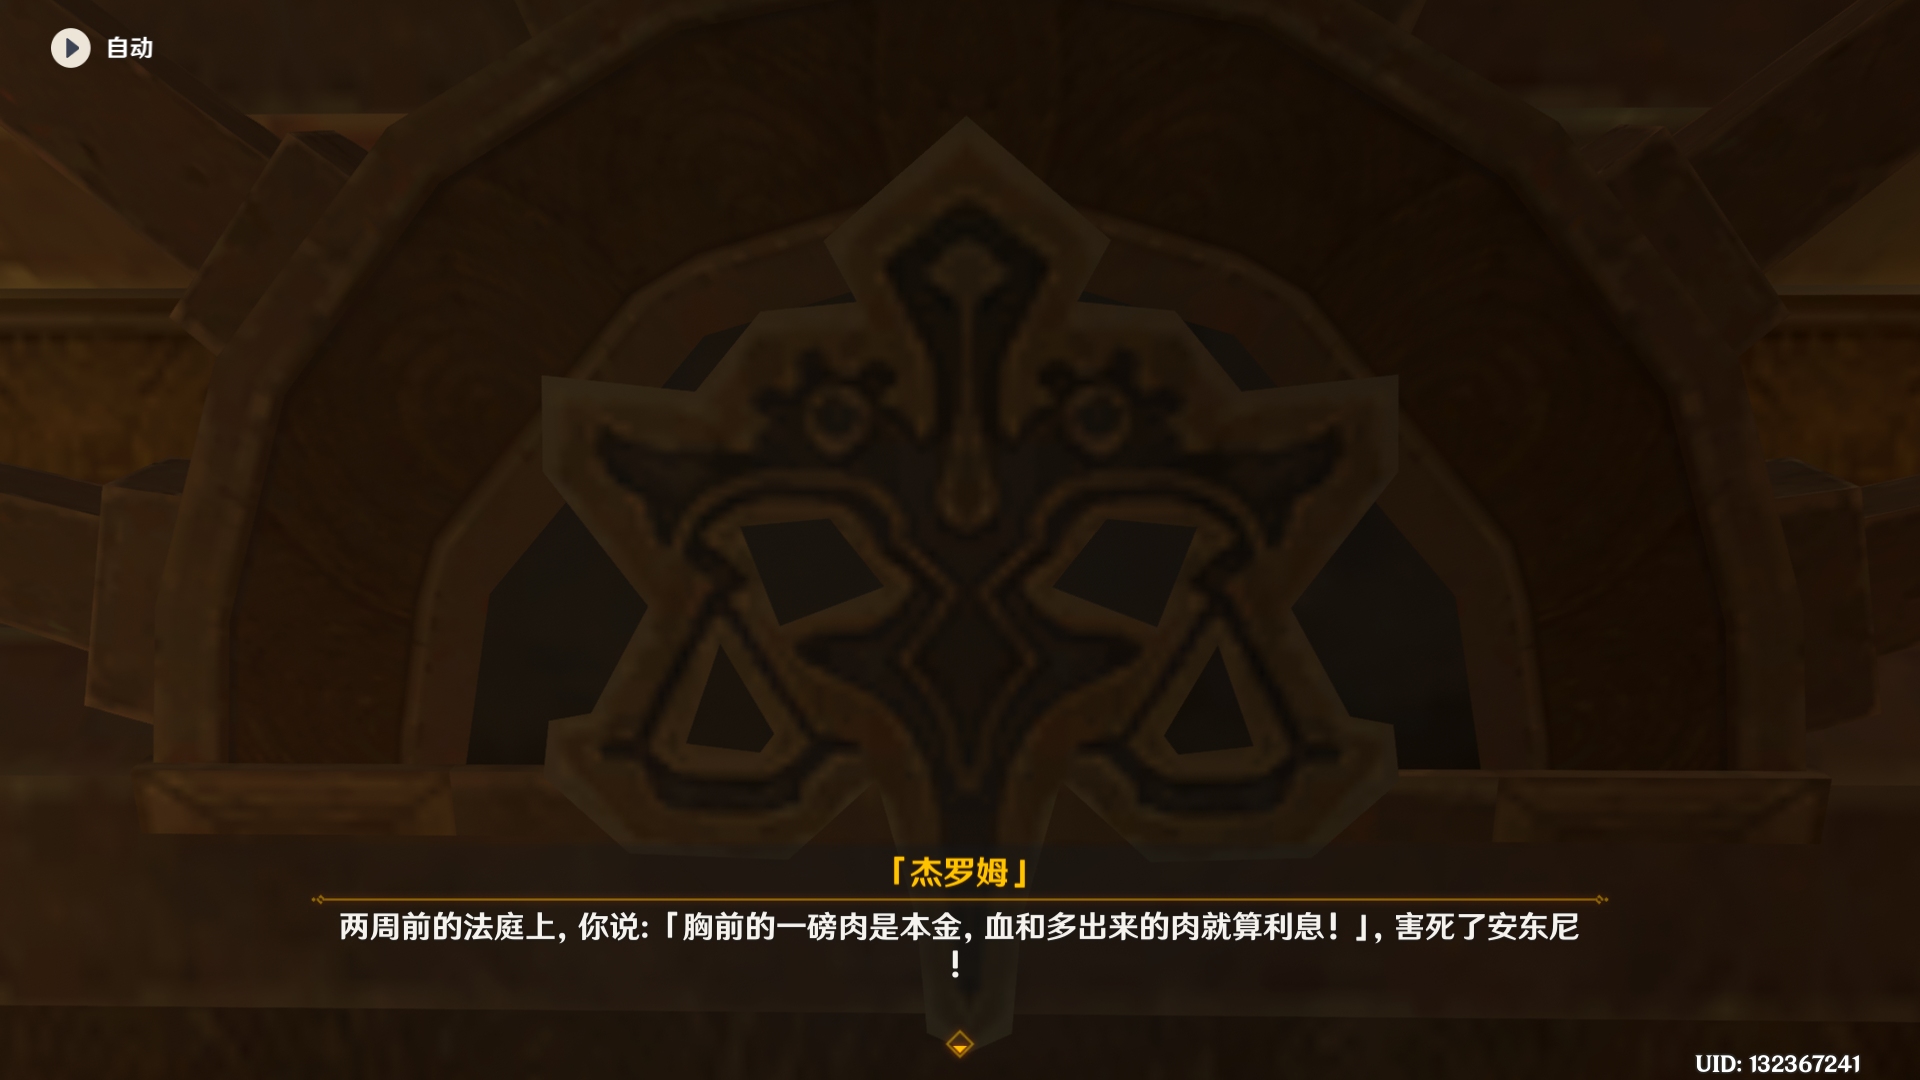 自动
「杰罗姆」
两周前的法庭上，你说：「胸前的一磅肉是本金，血和多出来的肉就算利息！」，害死了安东尼
！
UID: 132367241